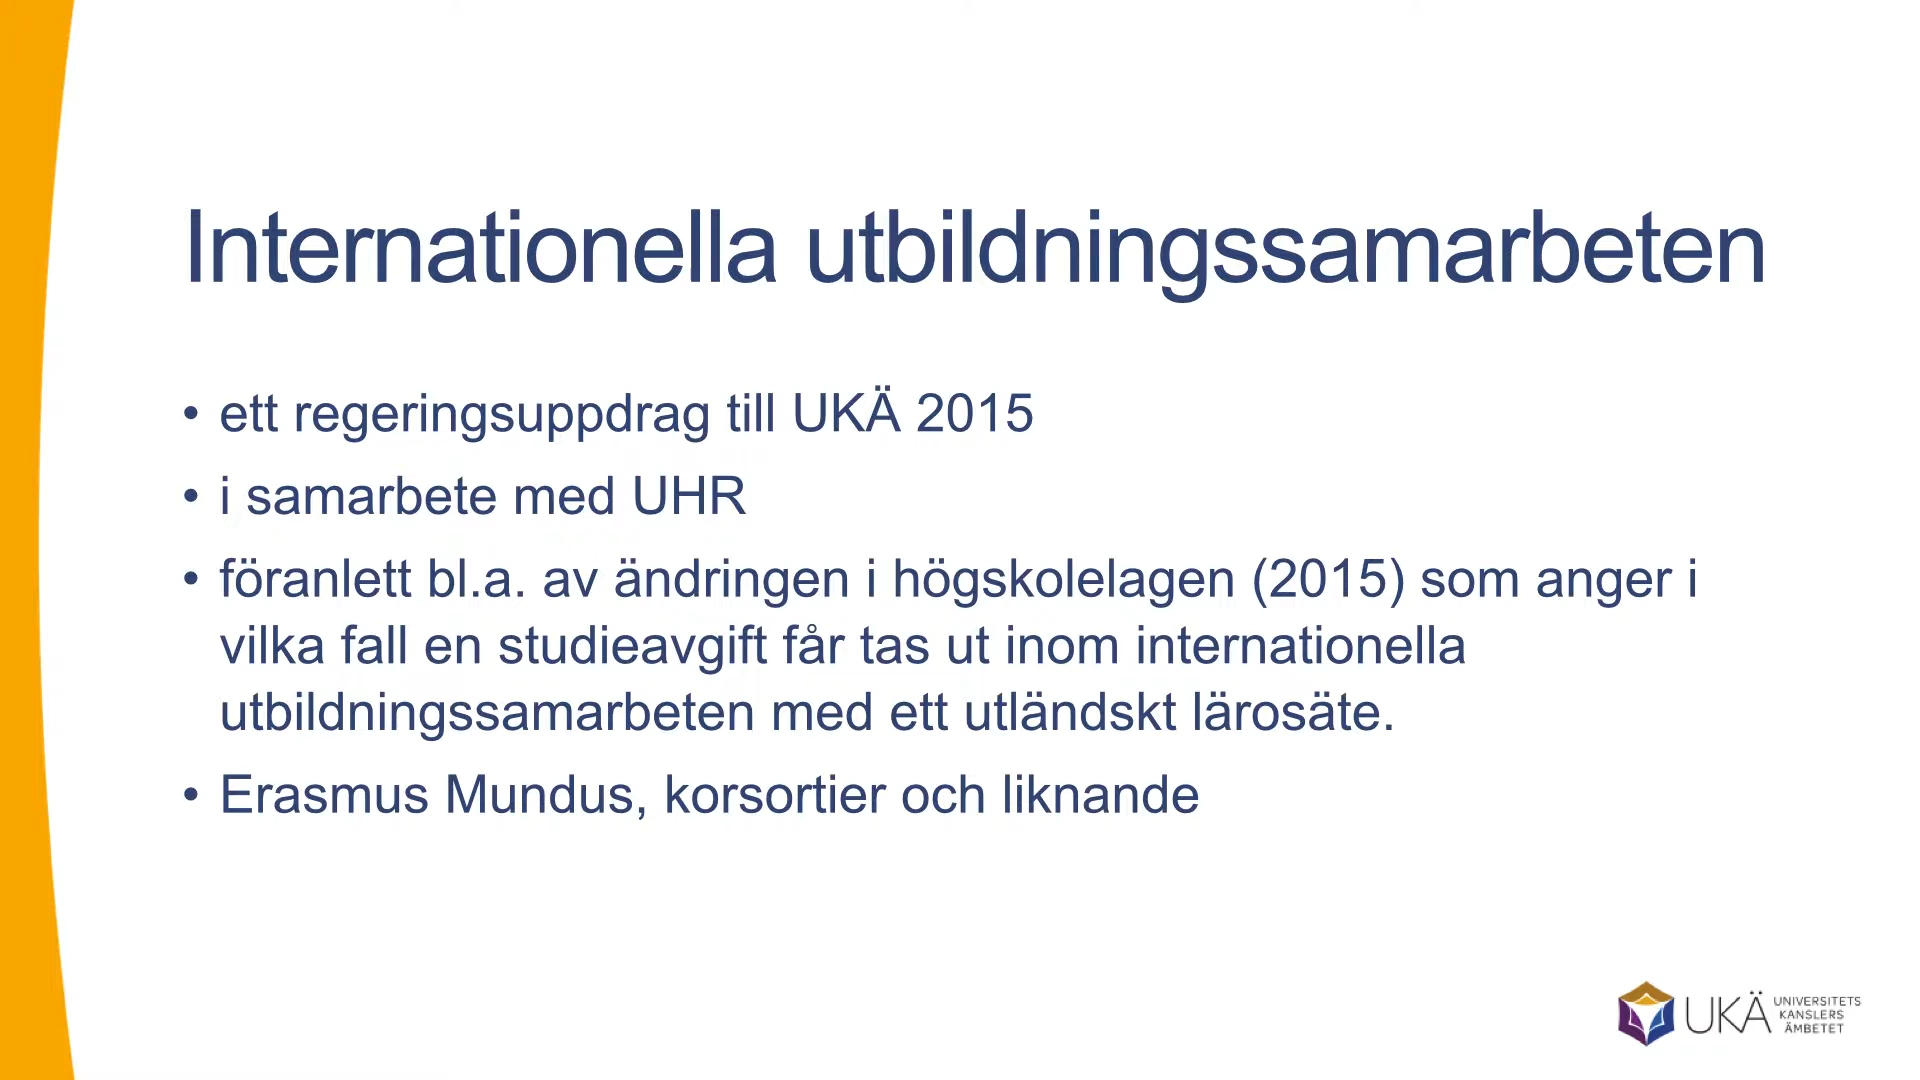 Internationella utbildningssamarbeten
• ett regeringsuppdrag till UKÄ 2015
• i samarbete med UHR
• föranlett bl.a. av ändringen i högskolelagen (2015) som anger i
vilka fall en studieavgift får tas ut inom internationella
utbildningssamarbeten med ett utländskt lärosäte.
• Erasmus Mundus, korsortier och liknande
UKÄ UNIVERSITETS
KANSLERS
ÄMBETET